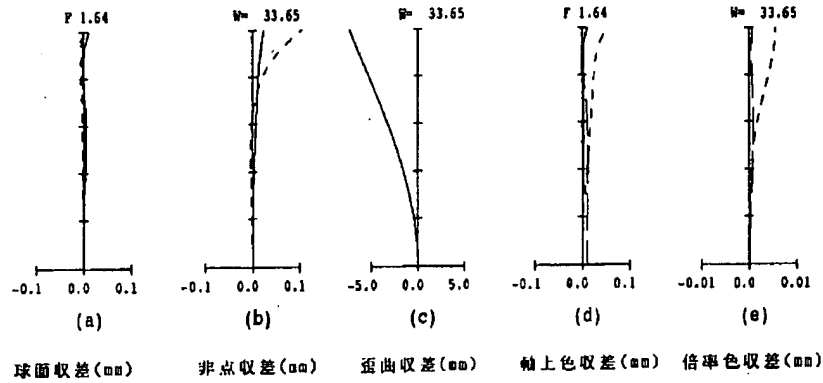 F 1.64
W= 33.65
W= 33.65
F 1.64
W= 33.65
-0.1 0.0 0.1
-0.1 0.0 0.1
-5.0 0.0 5.0
-0.1 0.0 0.1
-0.01 0.0 0.01
(a)
(b)
(c)
(d)
(e)
球面収差(mm)
非点収差(mm)
歪曲収差(mm)
軸上色収差(mm)
倍率色収差(mm)